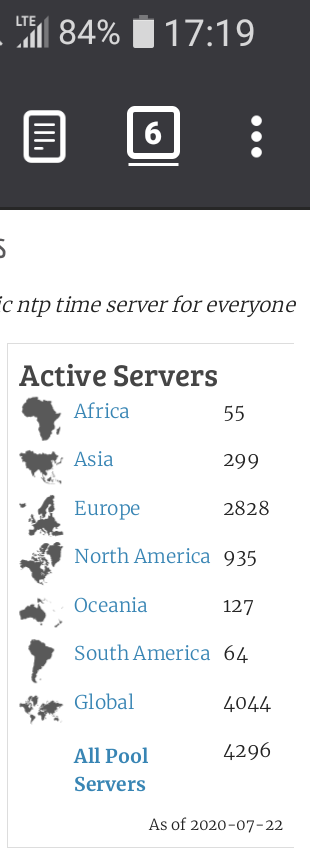 LTE 84% 17:19
6
s
ic ntp time server for everyone
Active Servers
Africa 55
Asia 299
Europe 2828
North America 935
Oceania 127
South America 64
Global 4044
All Pool 4296
Servers
As of 2020-07-22